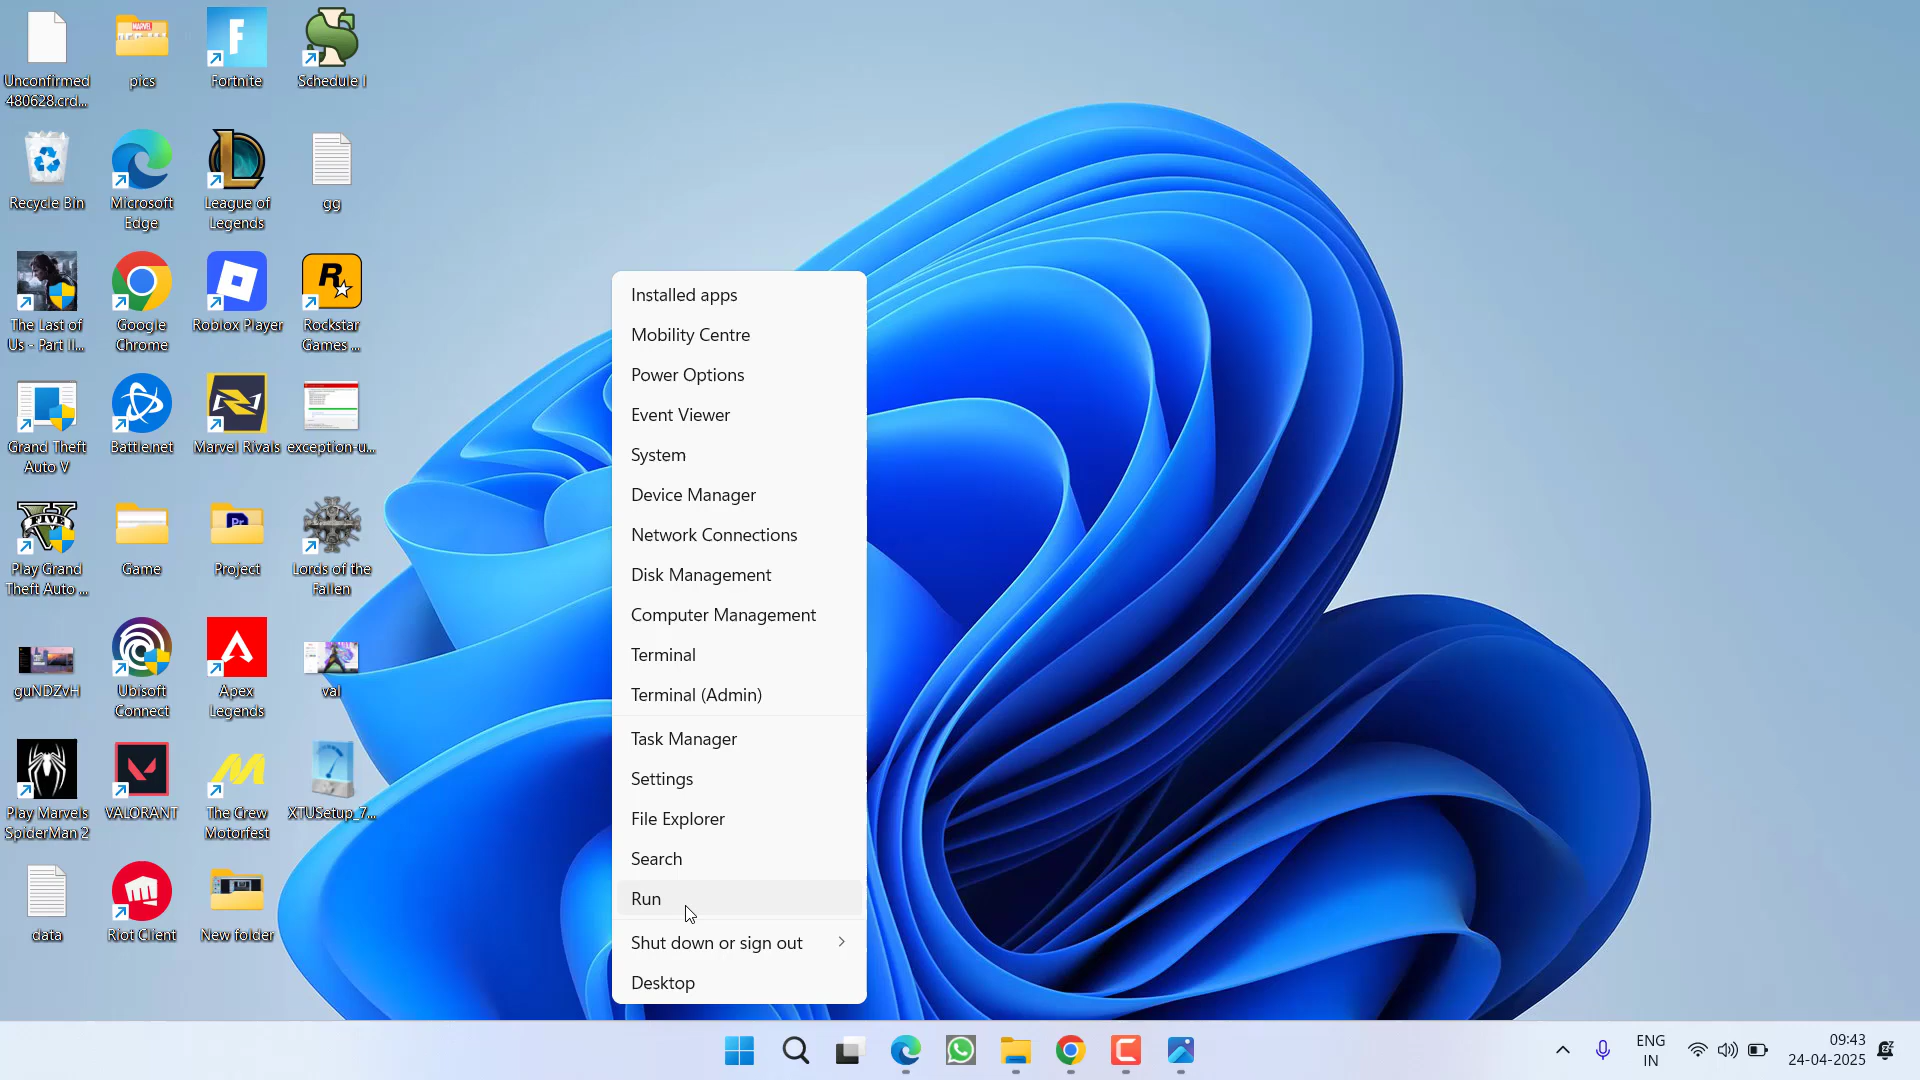 Unconfirmed
480628.crd...
pics
Fortnite
Schedule I
Recycle Bin
Microsoft
Edge
League of
Legends
gg
The Last of
Us - Part II...
Google
Chrome
Roblox Player
Rockstar
Games ...
Grand Theft
Auto V
Battle.net
Marvel Rivals
exception-u...
Play Grand
Theft Auto ...
Game
Project
Lords of the
Fallen
guNDZvH
Ubisoft
Connect
Apex
Legends
val
Play Marvels
SpiderMan 2
VALORANT
The Crew
Motorfest
XTUSetup_7...
data
Riot Client
New folder
Installed apps
Mobility Centre
Power Options
Event Viewer
System
Device Manager
Network Connections
Disk Management
Computer Management
Terminal
Terminal (Admin)
Task Manager
Settings
File Explorer
Search
Run
Shut down or sign out
Desktop
ENG
IN
09:43
24-04-2025